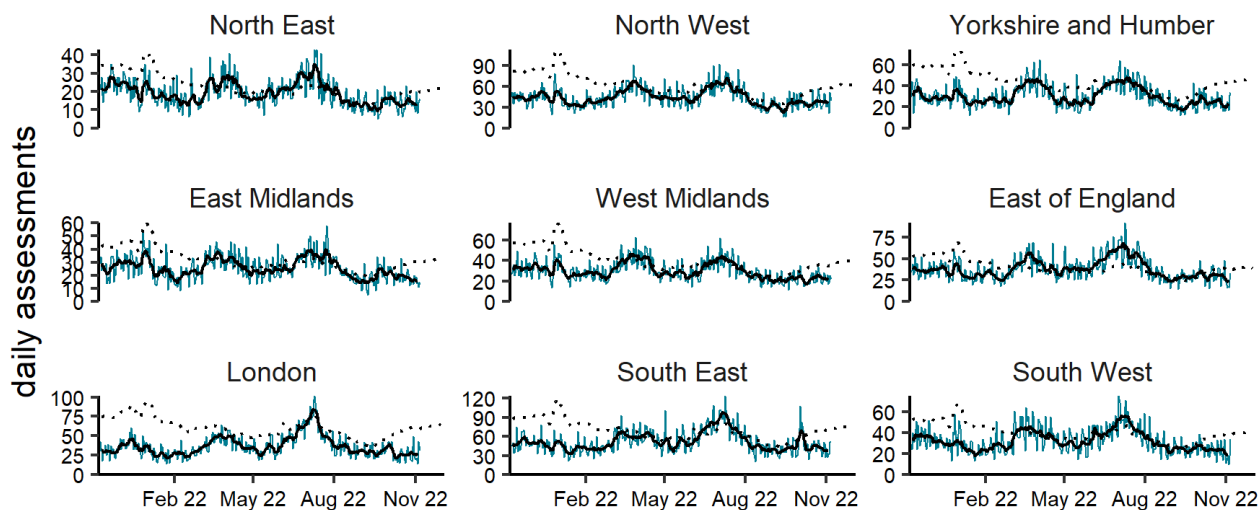 North East North West Yorkshire and Humber
40 90 60
30 60 40
20 30 20
10 0 0
0
daily assessments
East Midlands West Midlands East of England
60 60 75
50 40 50
40 20 25
30 0 0
20
10
0
London South East South West
100 120 60
75 90 40
50 60 20
25 30 0
0 0
Feb 22 May 22 Aug 22 Nov 22 Feb 22 May 22 Aug 22 Nov 22 Feb 22 May 22 Aug 22 Nov 22